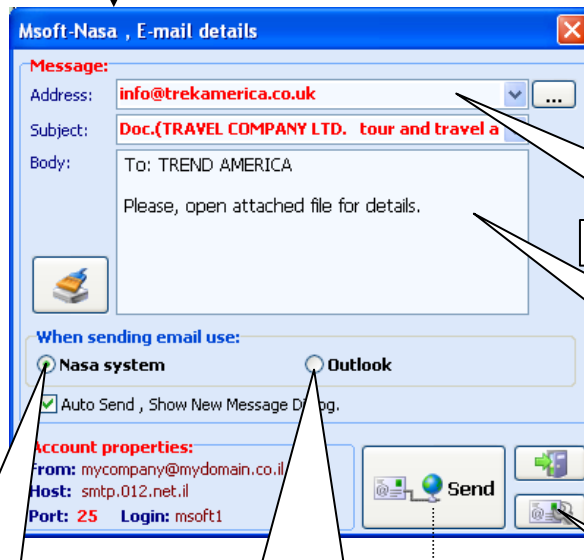 Msoft-Nasa , E-mail details
Message:
Address: info@trekamerica.co.uk ...
Subject: Doc.(TRAVEL COMPANY LTD. tour and travel a
Body: To: TREND AMERICA
Please, open attached file for details.
When sending email use:
Nasa system Outlook
Auto Send , Show New Message
Account properties:
From: mycompany@mydomain.co.il
Host: smtp.012.net.il
Port: 25 Login: msoft1
Send